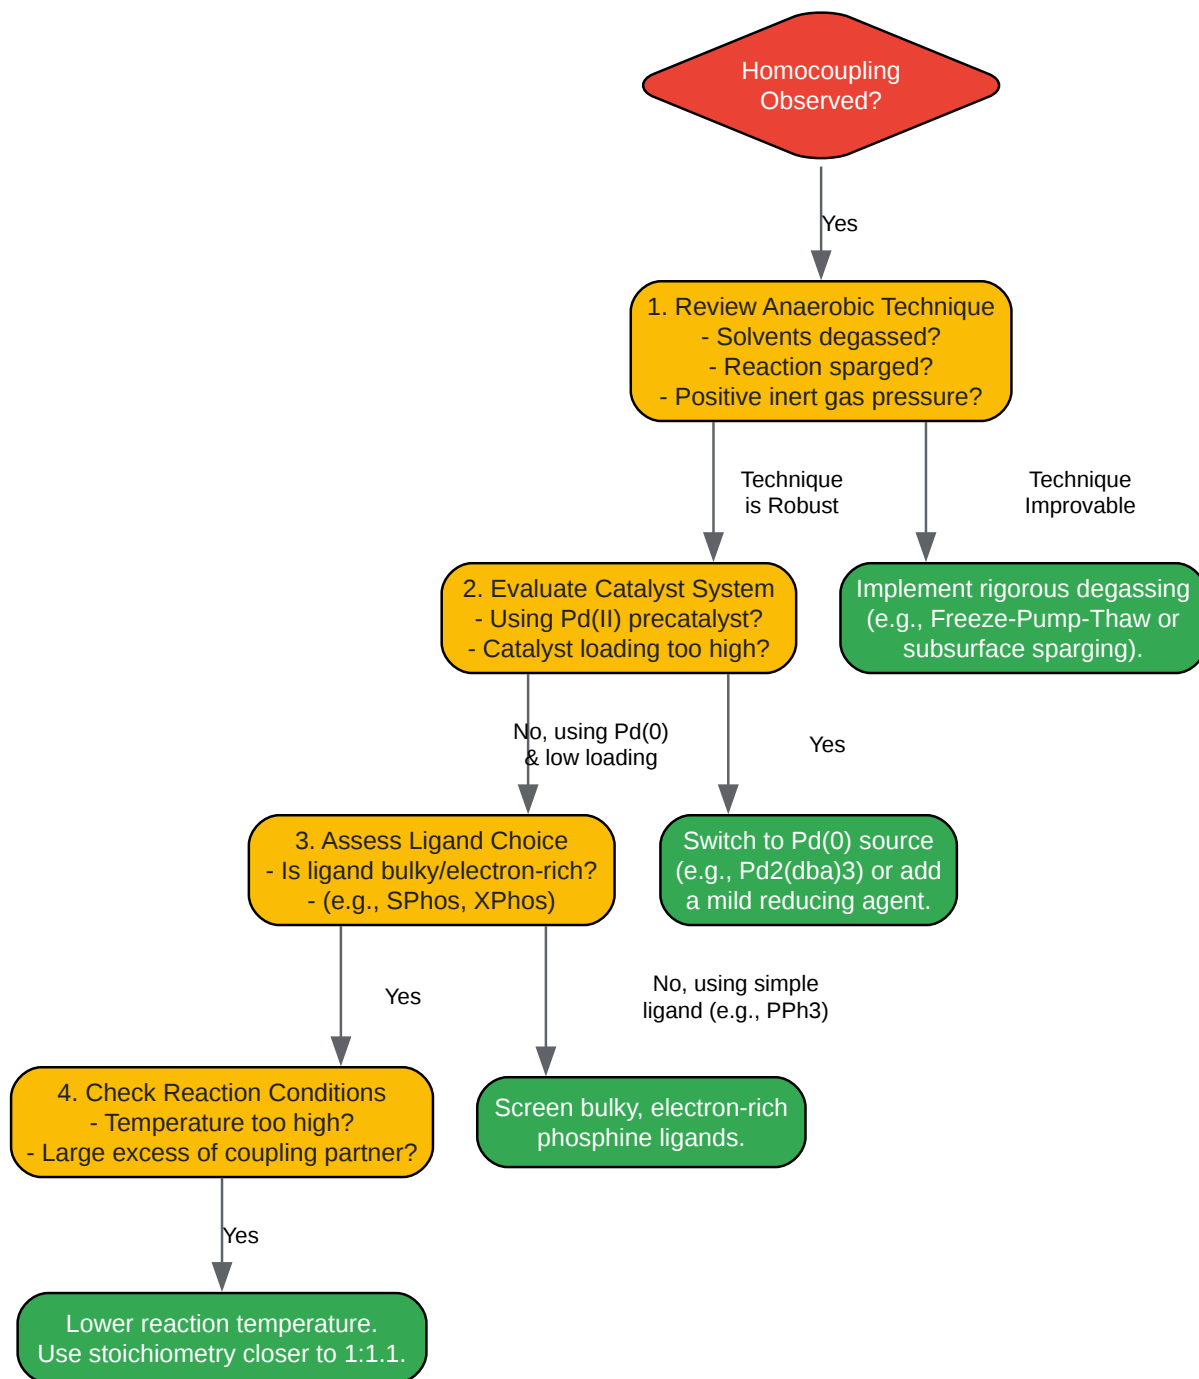 Homocoupling
Observed?
Yes
1. Review Anaerobic Technique
- Solvents degassed?
- Reaction sparged?
- Positive inert gas pressure?
Technique
is Robust
Technique
Improvable
2. Evaluate Catalyst System
- Using Pd(II) precatalyst?
- Catalyst loading too high?
Implement rigorous degassing
(e.g., Freeze-Pump-Thaw or
subsurface sparging).
No, using Pd(0)
& low loading
Yes
3. Assess Ligand Choice
- Is ligand bulky/electron-rich?
- (e.g., SPhos, XPhos)
Switch to Pd(0) source
(e.g., Pd2(dba)3) or add
a mild reducing agent.
Yes
No, using simple
ligand (e.g., PPh3)
4. Check Reaction Conditions
- Temperature too high?
- Large excess of coupling partner?
Screen bulky, electron-rich
phosphine ligands.
Yes
Lower reaction temperature.
Use stoichiometry closer to 1:1.1.